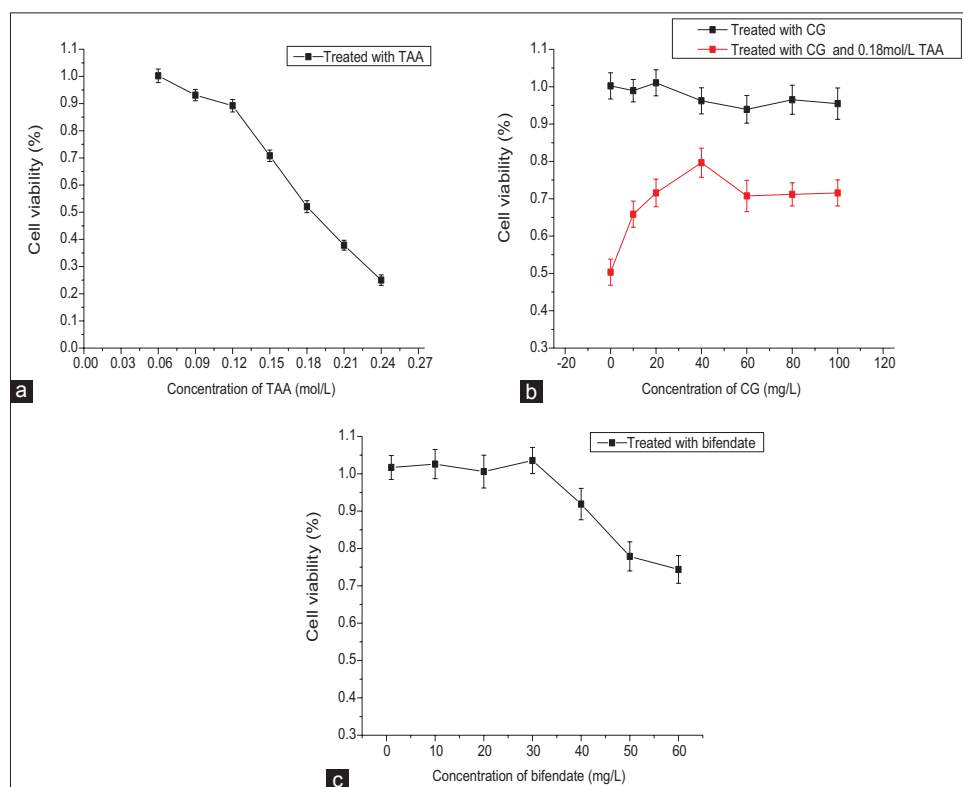 Treated with TAA
1.1
1.0
0.9
0.8
0.7
0.6
0.5
0.4
0.3
0.2
0.1
0.0
Cell viability (%)
0.00 0.03 0.06 0.09 0.12 0.15 0.18 0.21 0.24 0.27
Concentration of TAA (mol/L)
a
Treated with CG
Treated with CG and 0.18mol/L TAA
1.1
1.0
0.9
0.8
0.7
0.6
0.5
0.4
0.3
Cell viability (%)
-20 0 20 40 60 80 100 120
Concentration of CG (mg/L)
b
Treated with bifendate
1.1
1.0
0.9
0.8
0.7
0.6
0.5
0.4
0.3
Cell viability (%)
0 10 20 30 40 50 60
Concentration of bifendate (mg/L)
c